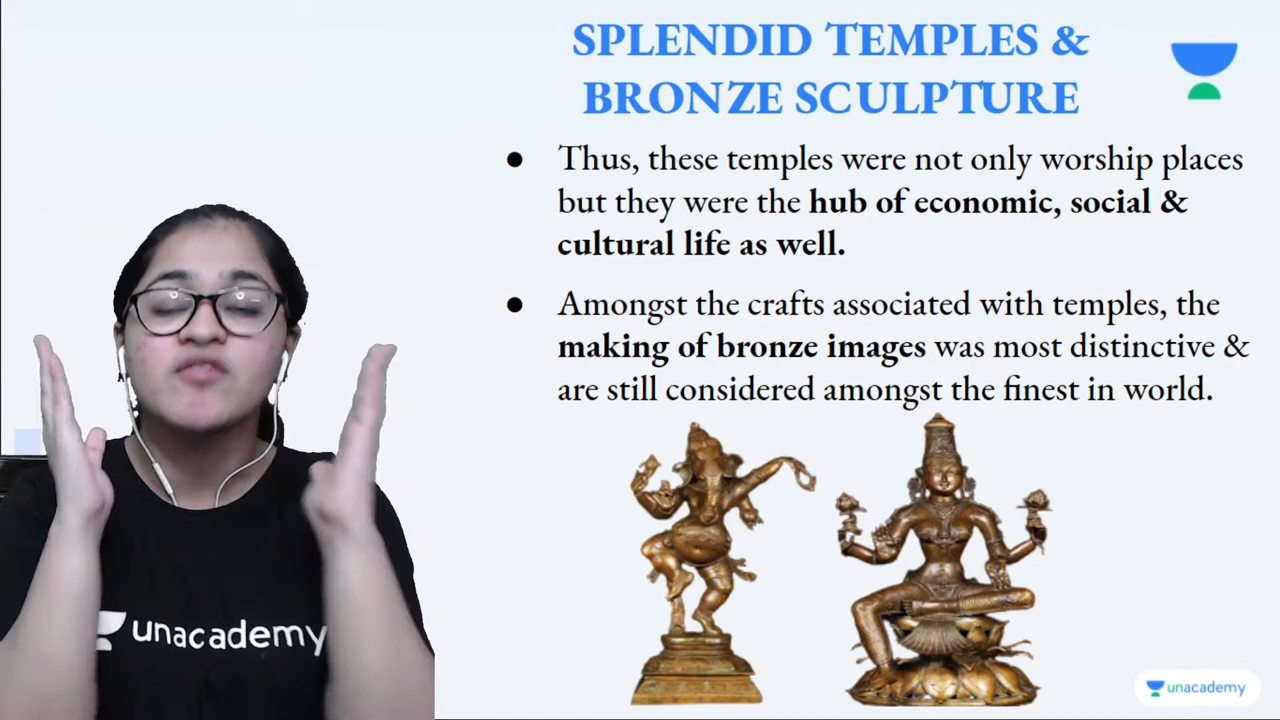 SPLENDID TEMPLES &
BRONZE SCULPTURE
● Thus, these temples were not only worship places
but they were the hub of economic, social &
cultural life as well.
● Amongst the crafts associated with temples, the
making of bronze images was most distinctive &
are still considered amongst the finest in world.
unacademy
unacademy